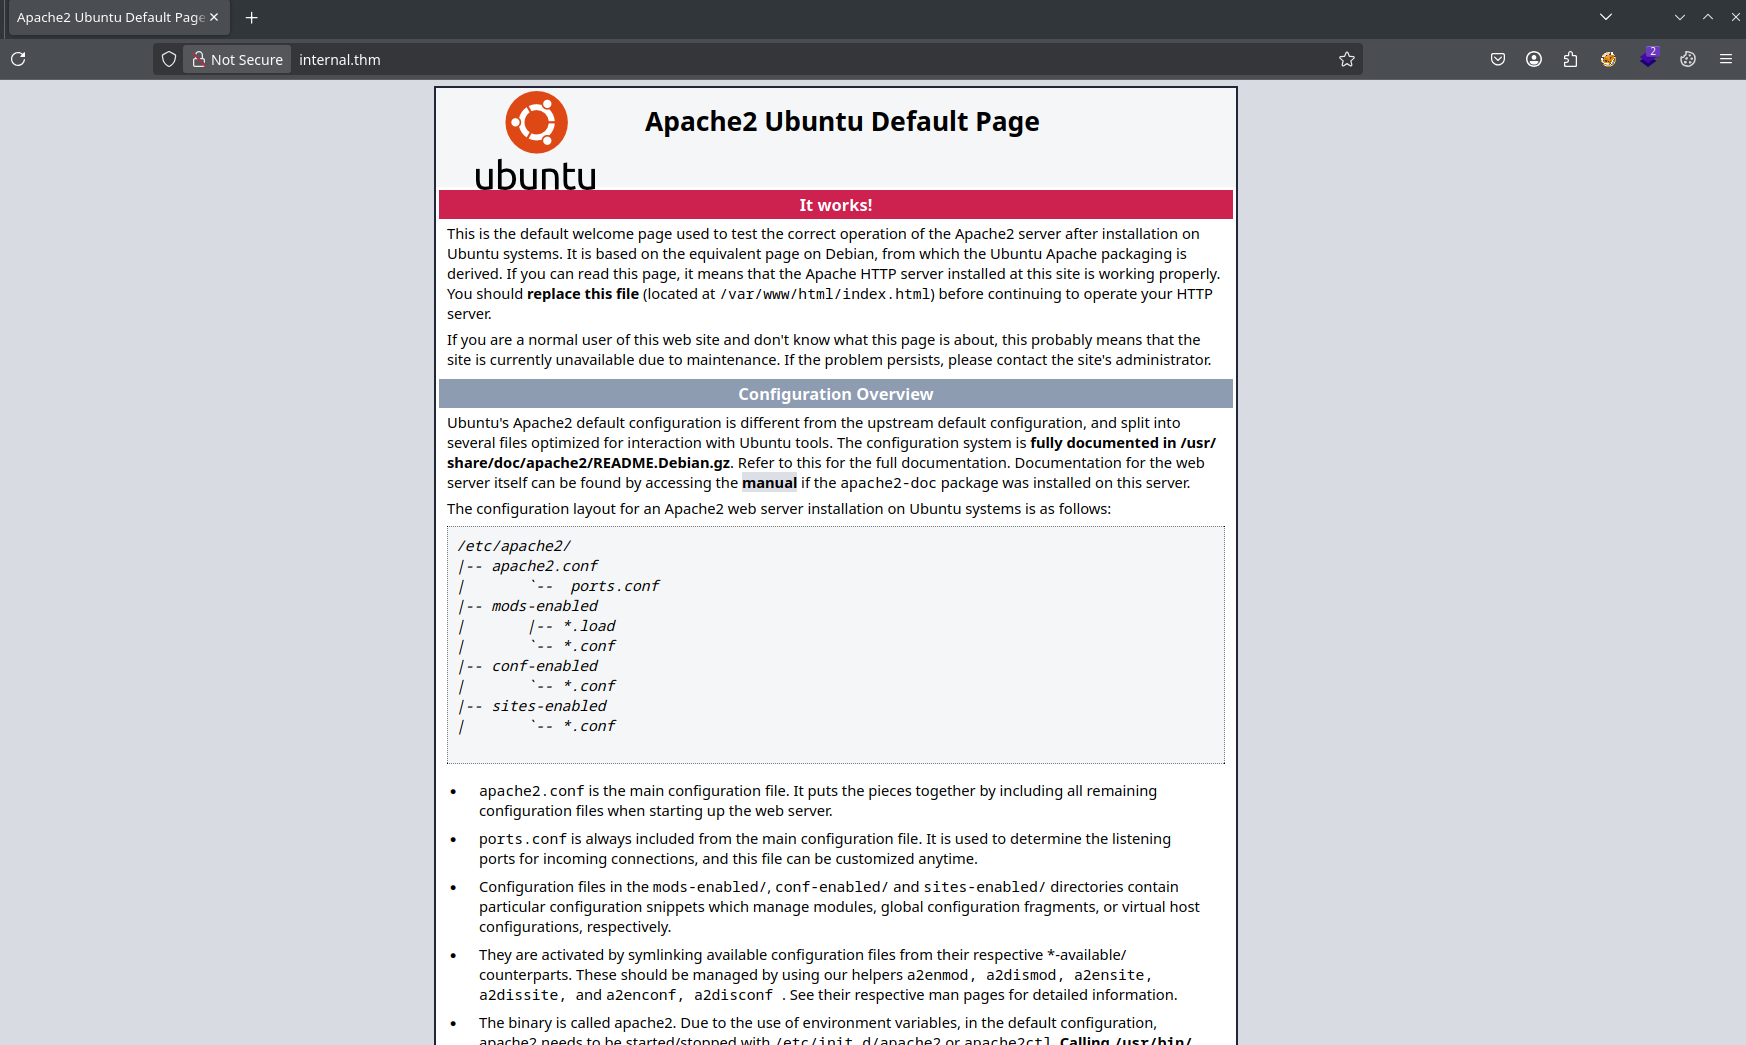 Apache2 Ubuntu Default Page
Not Secure internal.thm
2
ubuntu
Apache2 Ubuntu Default Page
It works!
This is the default welcome page used to test the correct operation of the Apache2 server after installation on
Ubuntu systems. It is based on the equivalent page on Debian, from which the Ubuntu Apache packaging is
derived. If you can read this page, it means that the Apache HTTP server installed at this site is working properly.
You should replace this file (located at /var/www/html/index.html) before continuing to operate your HTTP
server.
If you are a normal user of this web site and don't know what this page is about, this probably means that the
site is currently unavailable due to maintenance. If the problem persists, please contact the site's administrator.
Configuration Overview
Ubuntu's Apache2 default configuration is different from the upstream default configuration, and split into
several files optimized for interaction with Ubuntu tools. The configuration system is fully documented in /usr/
share/doc/apache2/README.Debian.gz. Refer to this for the full documentation. Documentation for the web
server itself can be found by accessing the manual if the apache2-doc package was installed on this server.
The configuration layout for an Apache2 web server installation on Ubuntu systems is as follows:
/etc/apache2/
|-- apache2.conf
|       `--  ports.conf
|-- mods-enabled
|       |-- *.load
|       `-- *.conf
|-- conf-enabled
|       `-- *.conf
|-- sites-enabled
|       `-- *.conf
• apache2.conf is the main configuration file. It puts the pieces together by including all remaining
configuration files when starting up the web server.
• ports.conf is always included from the main configuration file. It is used to determine the listening
ports for incoming connections, and this file can be customized anytime.
• Configuration files in the mods-enabled/, conf-enabled/ and sites-enabled/ directories contain
particular configuration snippets which manage modules, global configuration fragments, or virtual host
configurations, respectively.
• They are activated by symlinking available configuration files from their respective *-available/
counterparts. These should be managed by using our helpers a2enmod, a2dismod, a2ensite,
a2dissite, and a2enconf, a2disconf . See their respective man pages for detailed information.
• The binary is called apache2. Due to the use of environment variables, in the default configuration,
apache2 needs to be started/stopped with /etc/init.d/apache2 or apache2ctl. Calling /usr/bin/